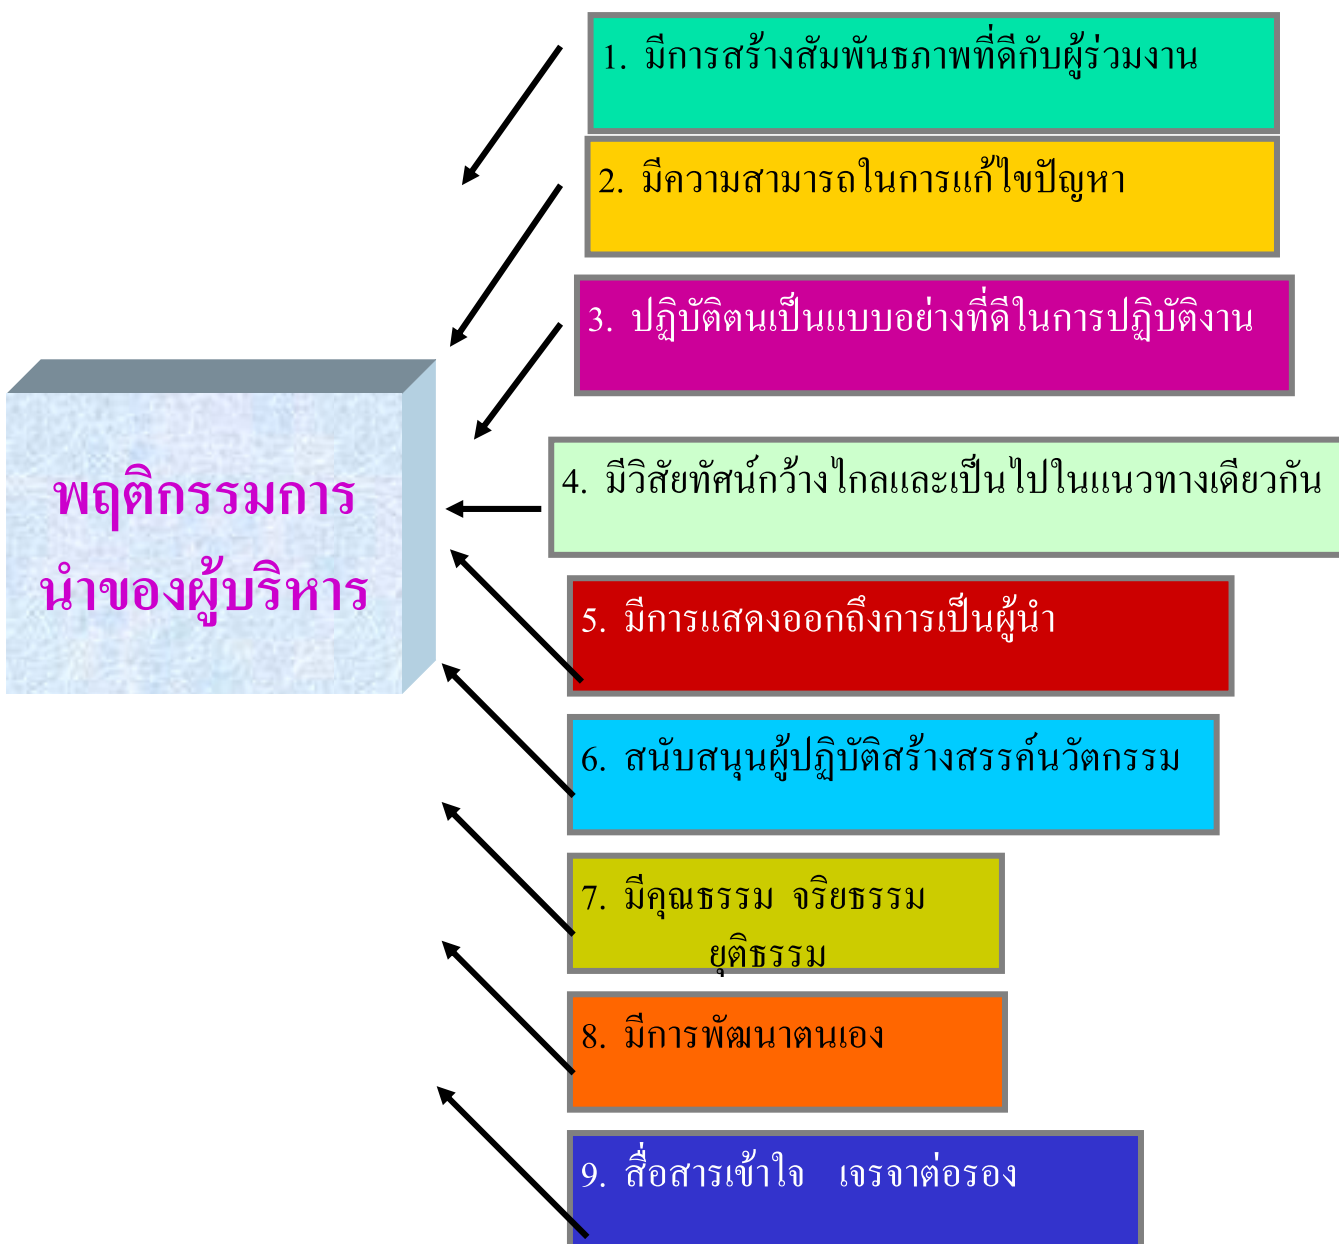 1. มีการสร้างสัมพันธภาพที่ดีกับผู้ร่วมงาน
2. มีความสามารถในการแก้ไขปัญหา
3. ปฏิบัติตนเป็นแบบอย่างที่ดีในการปฏิบัติงาน
พฤติกรรมการ
นำของผู้บริหาร
4. มีวิสัยทัศน์กว้างไกลและเป็นไปในแนวทางเดียวกัน
5. มีการแสดงออกถึงการเป็นผู้นำ
6. สนับสนุนผู้ปฏิบัติสร้างสรรค์นวัตกรรม
7. มีคุณธรรม จริยธรรม
ยุติธรรม
8. มีการพัฒนาตนเอง
9. สื่อสารเข้าใจ เจรจาต่อรอง